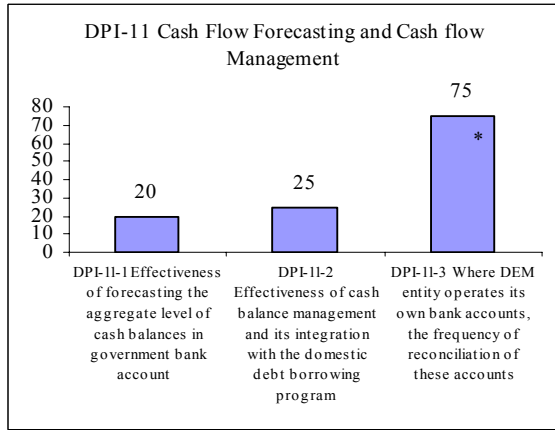 DPI-11 Cash Flow Forecasting and Cash flow
Management
80
70
60
50
40
30
20
10
0
20
25
75
*
DPI-11-1 Effectiveness
of forecasting the
aggregate level of
cash balances in
government bank
account
DPI-11-2
Effectiveness of cash
balance management
and its integration
with the domestic
debt borrowing
program
DPI-11-3 Where DEM
entity operates its
own bank accounts,
the frequency of
reconciliation of
these accounts